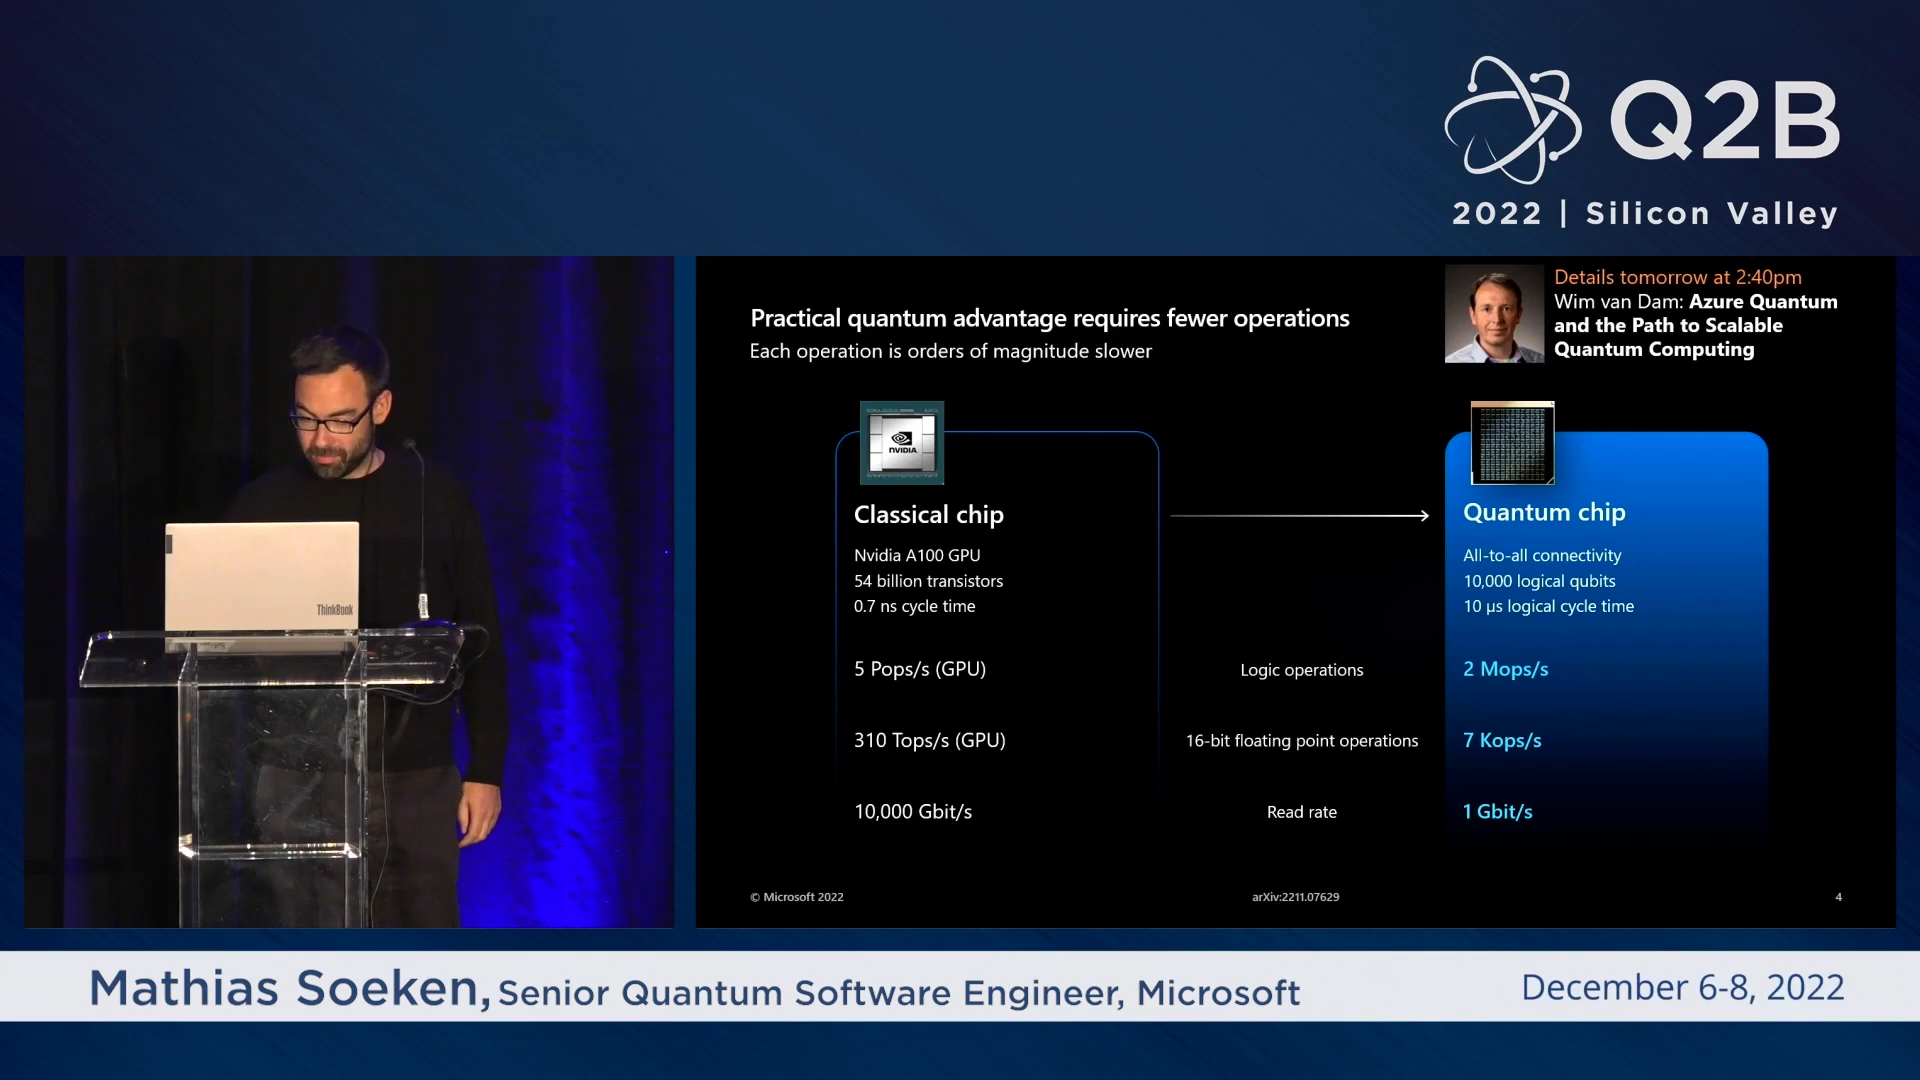 Q2B
2022 | Silicon Valley
Details tomorrow at 2:40pm
Wim van Dam: Azure Quantum
and the Path to Scalable
Quantum Computing
Practical quantum advantage requires fewer operations
Each operation is orders of magnitude slower
NVIDIA
Classical chip
Nvidia A100 GPU
54 billion transistors
0.7 ns cycle time
Quantum chip
All-to-all connectivity
10,000 logical qubits
10 µs logical cycle time
5 Pops/s (GPU)
Logic operations
2 Mops/s
310 Tops/s (GPU)
16-bit floating point operations
7 Kops/s
10,000 Gbit/s
Read rate
1 Gbit/s
© Microsoft 2022
arXiv:2211.07629
4
ThinkBook
Mathias Soeken, Senior Quantum Software Engineer, Microsoft
December 6-8, 2022